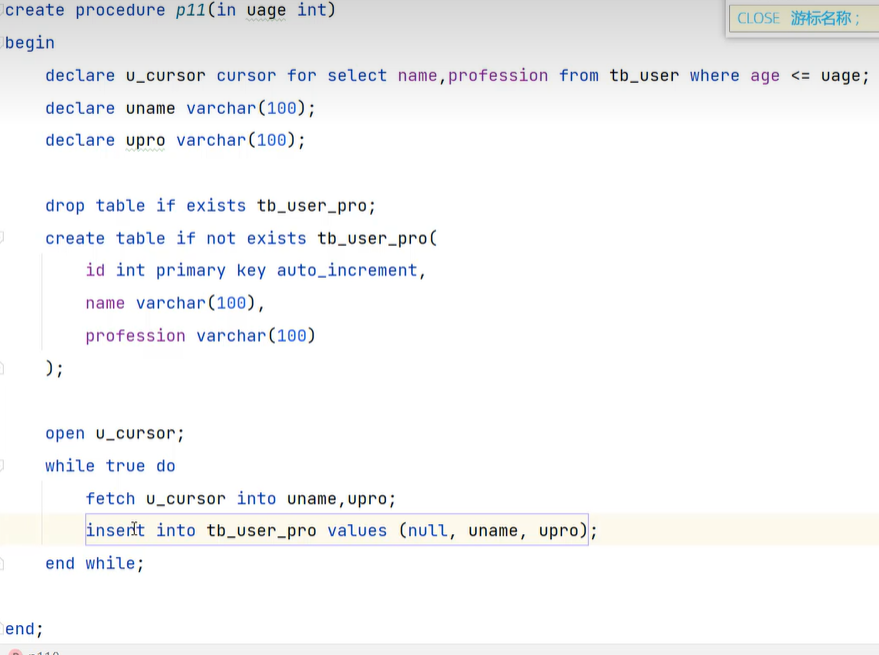 create procedure p11(in uage int)
CLOSE 游标名称 ;
begin
declare u_cursor cursor for select name,profession from tb_user where age <= uage;
declare uname varchar(100);
declare upro varchar(100);
drop table if exists tb_user_pro;
create table if not exists tb_user_pro(
id int primary key auto_increment,
name varchar(100),
profession varchar(100)
);
open u_cursor;
while true do
fetch u_cursor into uname,upro;
insert into tb_user_pro values (null, uname, upro);
end while;
end;